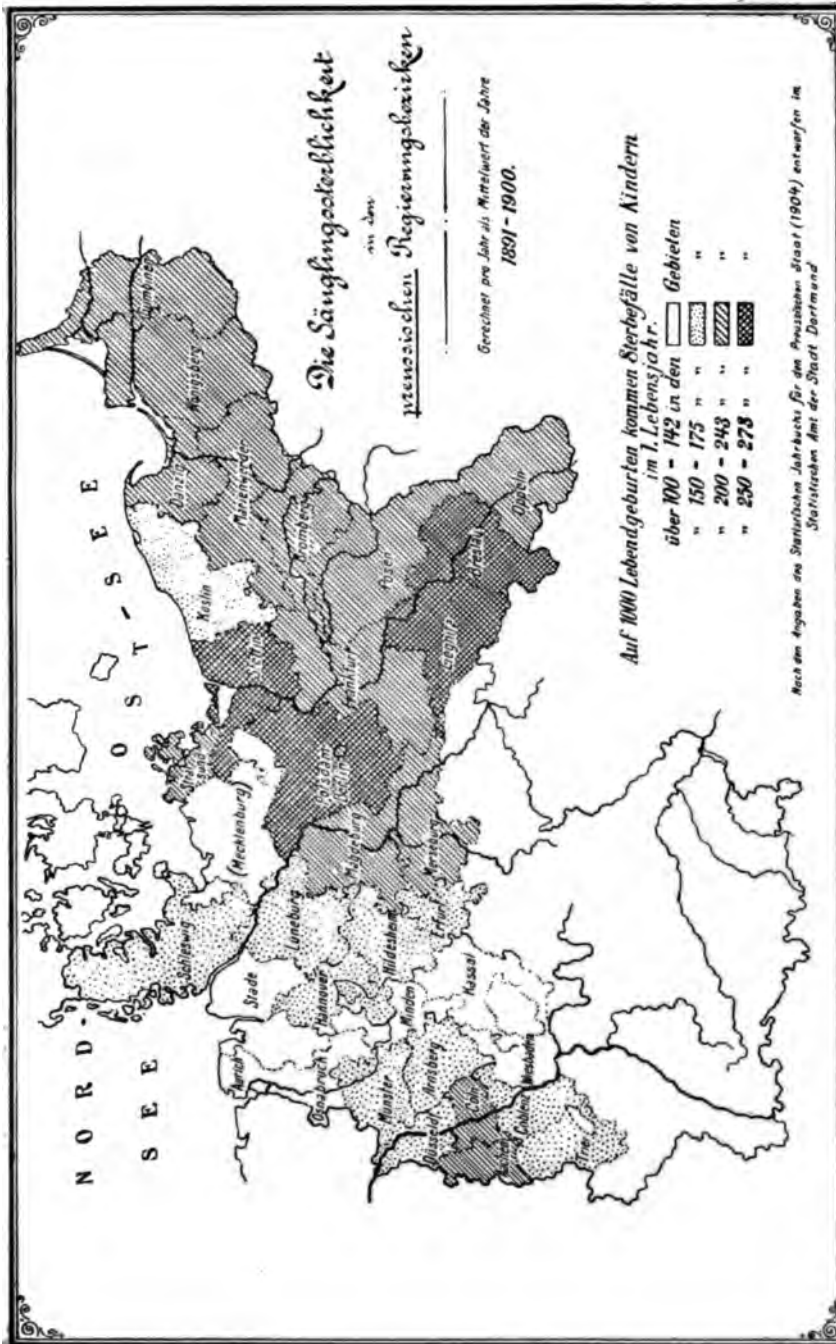 Die Säuglingssterblichkeit
in den
preussischen Regierungsbezirken
Gerechnet pro Jahr als Mittelwert der Jahre
1891-1900.
Auf 1000 Lebendgeburten kommen Sterbefälle von Kindern
im 1. Lebensjahr.
über 100 - 142 in den Gebieten
" 150 - 175 " " "
" 200 - 243 " " "
" 250 - 278 " " "
Nach den Angaben des Statistischen Jahrbuchs für den Preussischen Staat (1904) entworfen im
Statistischen Amt der Stadt Dortmund
NORD-
SEE
OST-SEE
Schleswig
(Mecklenburg)
Stade
Lüneburg
Hannover
Osnabrück
Hildesheim
Minden
Münster
Arnsberg
Kassal
Erfurt
Merseburg
Magdeburg
Potsdam
Berlin
Stettin
Köslin
Danzig
Marienwerder
Königsberg
Bromberg
Posen
Frankfurt
Liegnitz
Breslau
Oppeln
Cöln
Coblenz
Trier